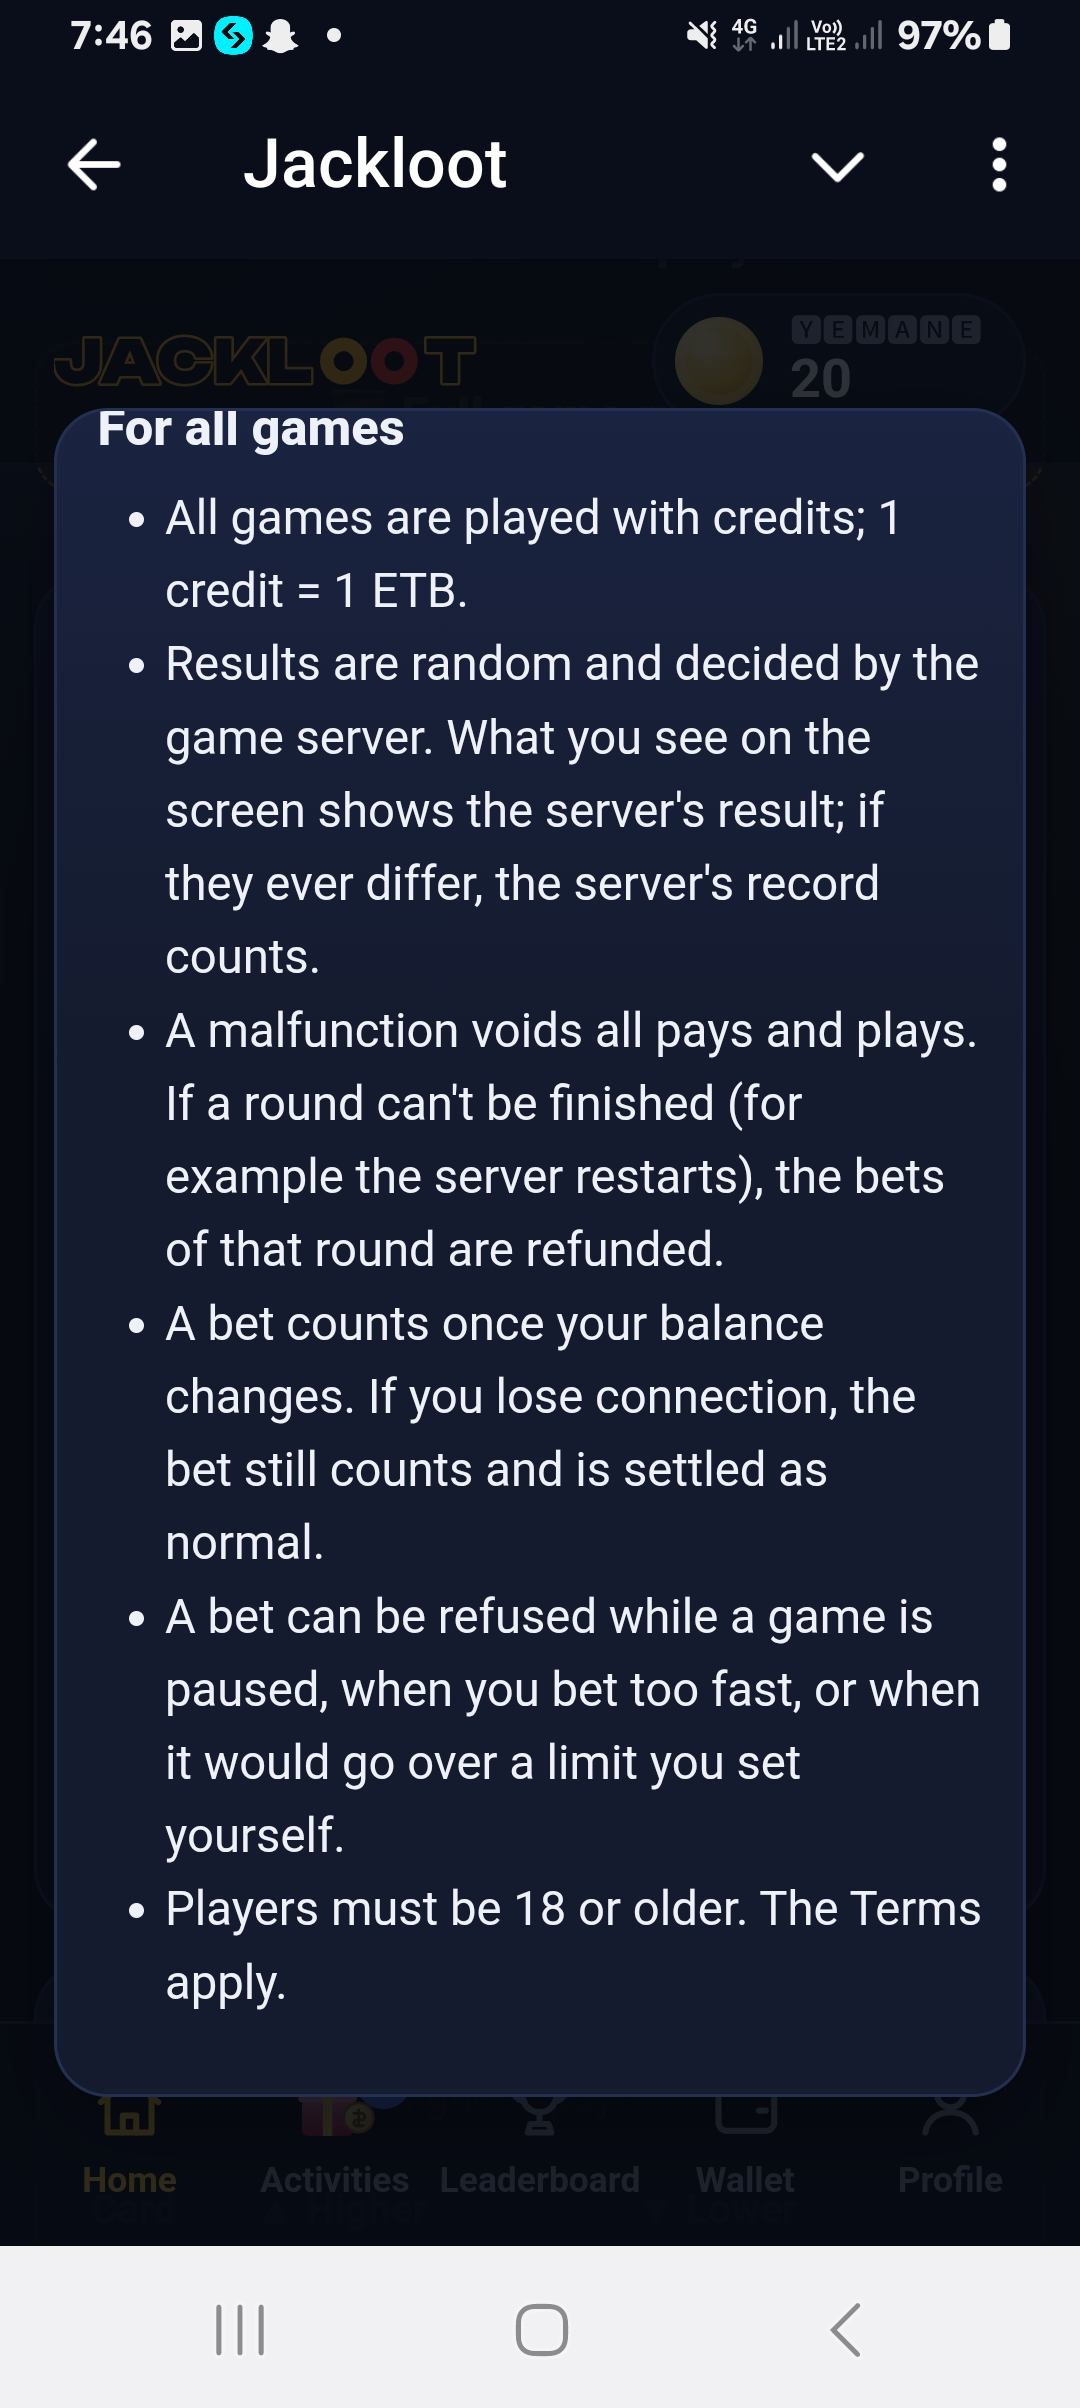 7:46
4G
Vo))
LTE2
97%
Jackloot
JACKLOOT
YEMANE
20
For all games
• All games are played with credits; 1
credit = 1 ETB.
• Results are random and decided by the
game server. What you see on the
screen shows the server's result; if
they ever differ, the server's record
counts.
• A malfunction voids all pays and plays.
If a round can't be finished (for
example the server restarts), the bets
of that round are refunded.
• A bet counts once your balance
changes. If you lose connection, the
bet still counts and is settled as
normal.
• A bet can be refused while a game is
paused, when you bet too fast, or when
it would go over a limit you set
yourself.
• Players must be 18 or older. The Terms
apply.
Home Activities Leaderboard Wallet Profile
Card ▲ Higher ▼ Lower